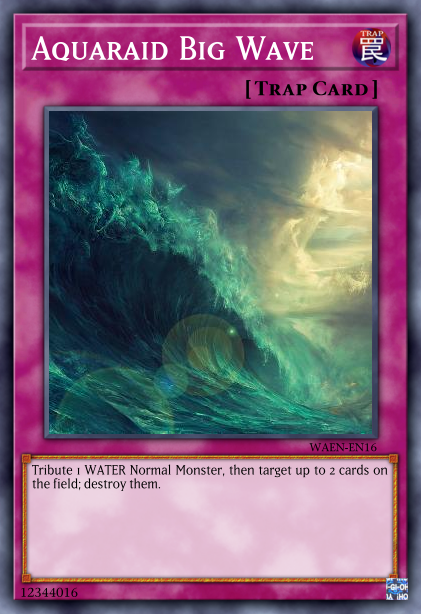 Aquaraid Big Wave
TRAP
罠
[Trap Card]
WAEN-EN16
Tribute 1 WATER Normal Monster, then target up to 2 cards on
the field; destroy them.
12344016